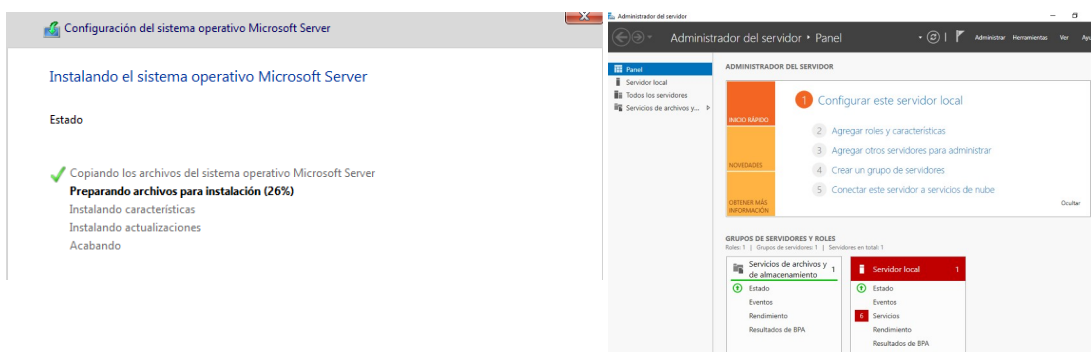 Configuración del sistema operativo Microsoft Server
Instalando el sistema operativo Microsoft Server
Estado
Copiando los archivos del sistema operativo Microsoft Server
Preparando archivos para instalación (26%)
Instalando características
Instalando actualizaciones
Acabando
Administrador del servidor
Administrador del servidor • Panel
Administrar Herramientas Ver Ayu
Panel
Servidor local
Todos los servidores
Servicios de archivos y...
ADMINISTRADOR DEL SERVIDOR
INICIO RÁPIDO
NOVEDADES
OBTENER MÁS
INFORMACIÓN
1 Configurar este servidor local
2 Agregar roles y características
3 Agregar otros servidores para administrar
4 Crear un grupo de servidores
5 Conectar este servidor a servicios de nube
Ocultar
GRUPOS DE SERVIDORES Y ROLES
Roles: 1 | Grupos de servidores: 1 | Servidores en total: 1
Servicios de archivos y
de almacenamiento
1
Estado
Eventos
Rendimiento
Resultados de BPA
Servidor local 1
Estado
Eventos
6 Servicios
Rendimiento
Resultados de BPA